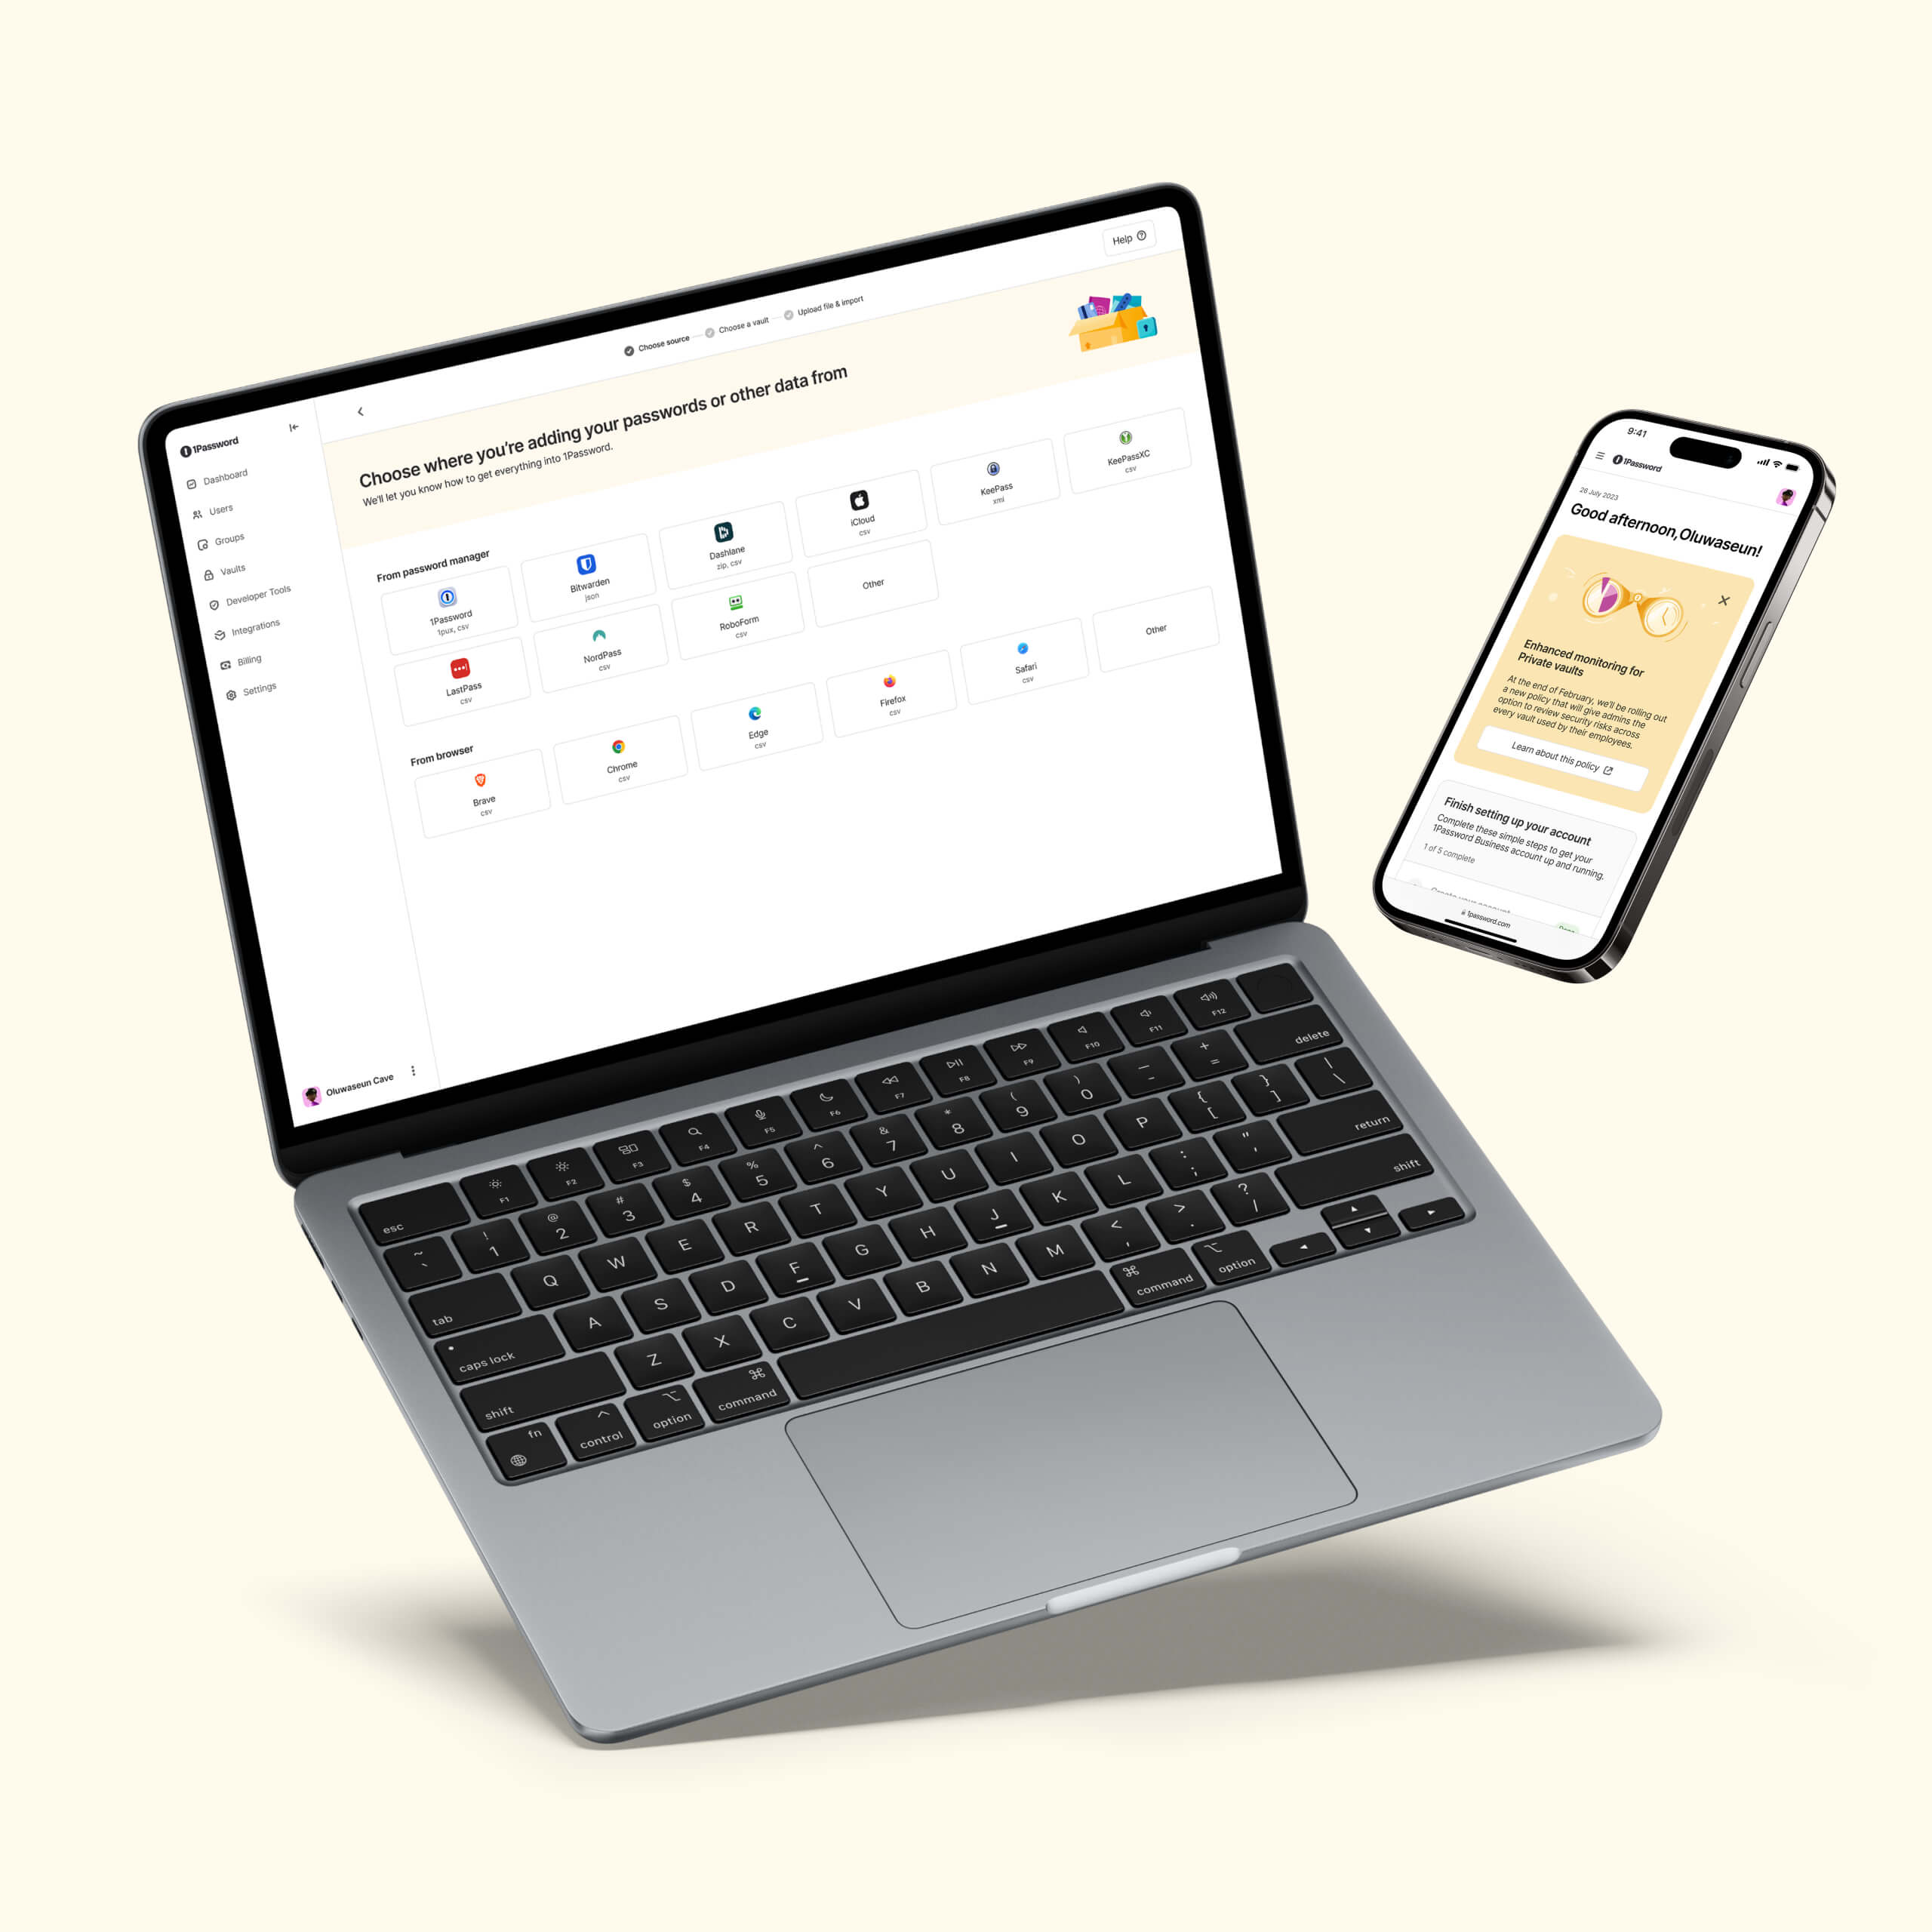 Help
Choose source
Choose a vault
Upload file & import
1Password
Dashboard
Users
Groups
Vaults
Developer Tools
Integrations
Billing
Settings
Oluwaseun Cave
Choose where you're adding your passwords or other data from
We'll let you know how to get everything into 1Password.
From password manager
1Password
1pux, csv
Bitwarden
json
Dashlane
zip, csv
iCloud
csv
KeePass
xml
KeePassXC
csv
LastPass
csv
NordPass
csv
RoboForm
csv
Other
From browser
Brave
csv
Chrome
csv
Edge
csv
Firefox
csv
Safari
csv
Other
9:41
1Password
26 July 2023
Good afternoon,Oluwaseun!
Enhanced monitoring for
Private vaults
At the end of February, we'll be rolling out
a new policy that will give admins the
option to review security risks across
every vault used by their employees.
Learn about this policy
Finish setting up your account
Complete these simple steps to get your
1Password Business account up and running.
1 of 5 complete
1password.com
esc F1 F2 F3 F4 F5 F6 F7 F8 F9 F10 F11 F12
~ ` ! 1 @ 2 # 3 $ 4 % 5 ^ 6 & 7 * 8 ( 9 ) 0 — - + = delete
tab Q W E R T Y U I O P { [ } ] | \
caps lock A S D F G H J K L : ; " ' return
shift Z X C V B N M < , > . ? / shift
fn control option command command option